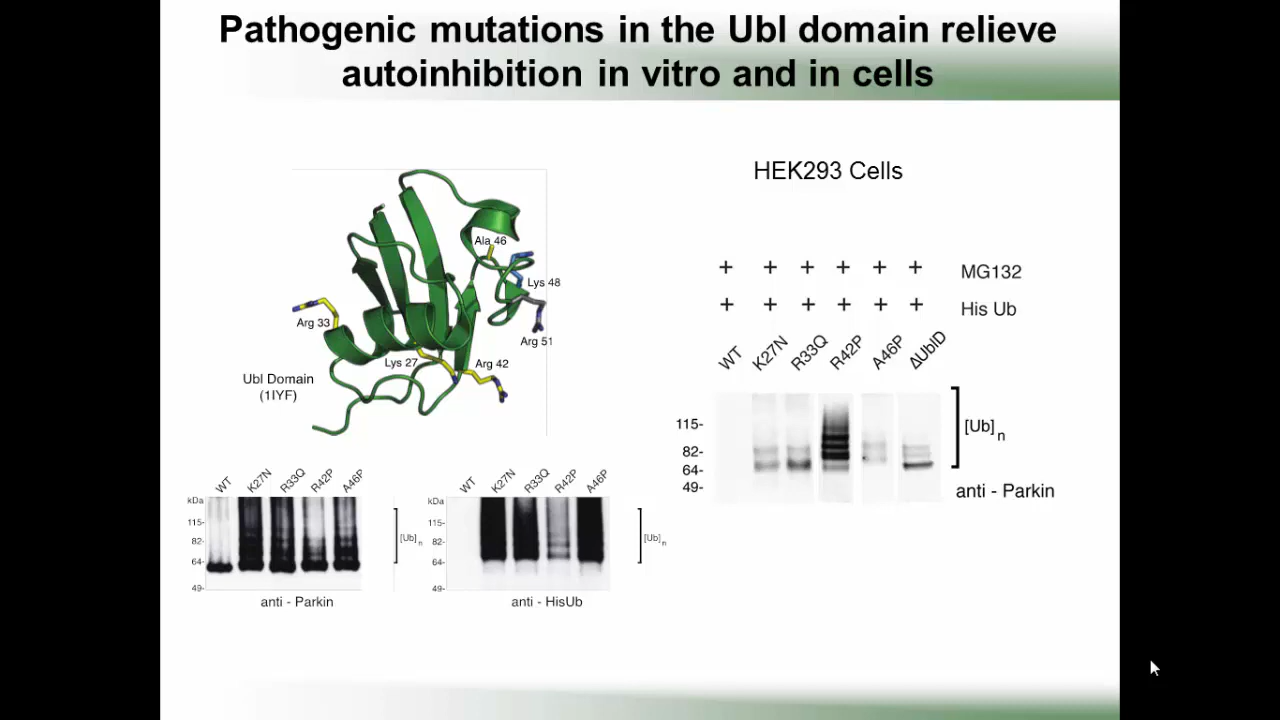 Pathogenic mutations in the Ubl domain relieve
autoinhibition in vitro and in cells
Ala 46
Lys 48
Arg 33
Arg 51
Lys 27
Arg 42
Ubl Domain
(1IYF)
WT K27N R33Q R42P A46P
kDa
115-
82-
64-
49-
[Ub]n
anti - Parkin
WT K27N R33Q R42P A46P
kDa
115-
82-
64-
49-
[Ub]n
anti - HisUb
HEK293 Cells
+ + + + + + MG132
+ + + + + + His Ub
WT K27N R33Q R42P A46P ΔUblD
115-
82-
64-
49-
[Ub]n
anti - Parkin